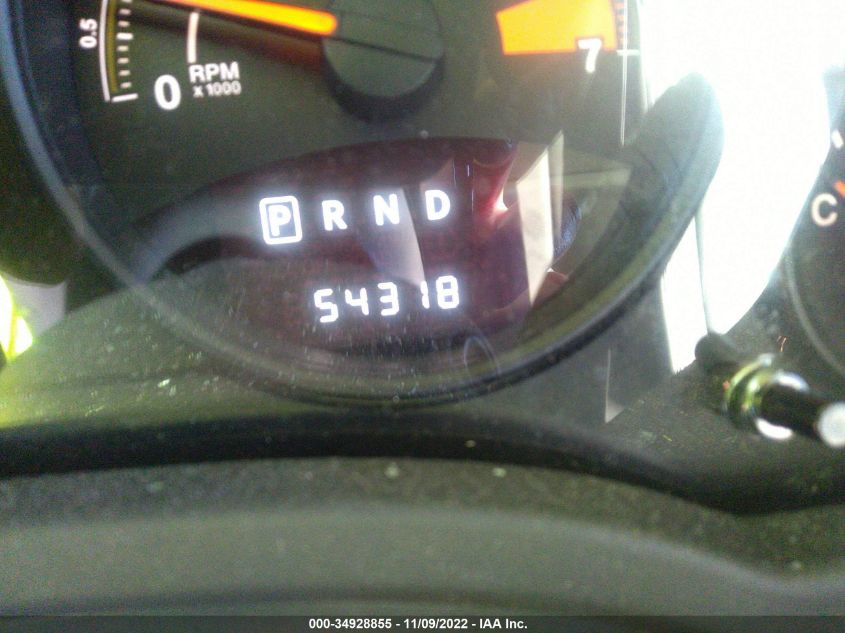 0.5
0
RPM
X 1000
7
P R N D
54318
C
000-34928855 - 11/09/2022 - IAA Inc.